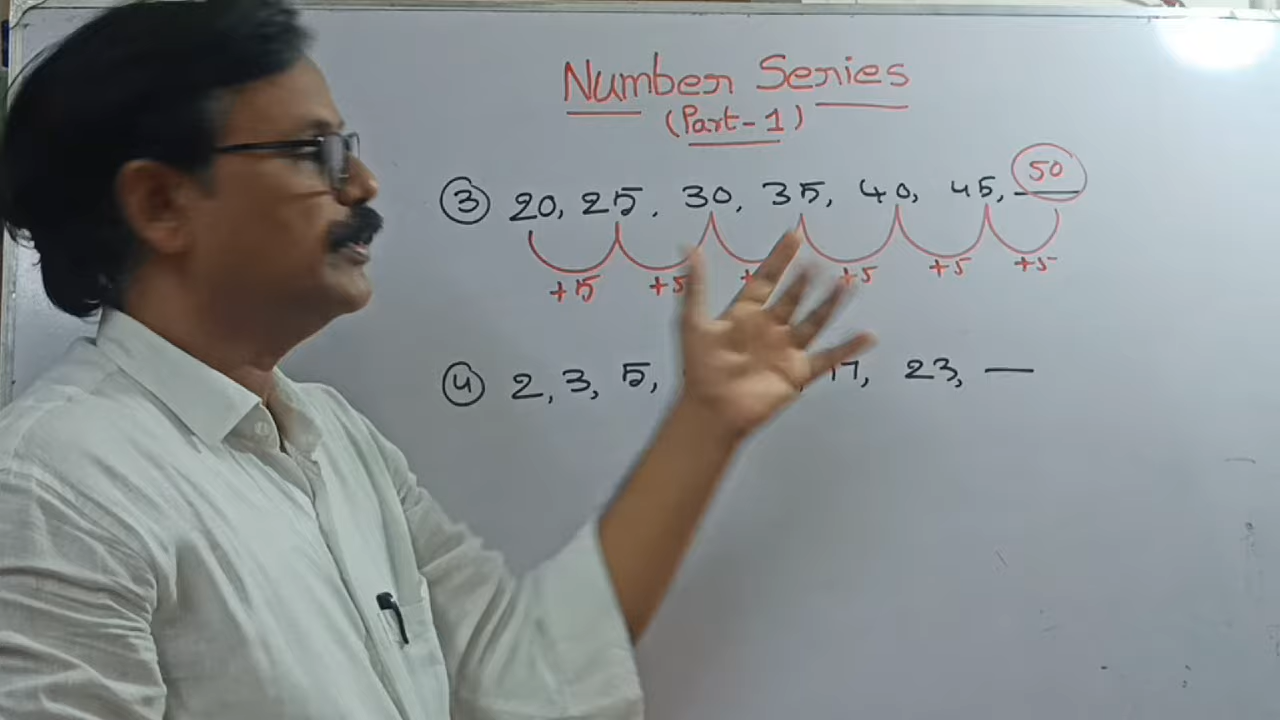 Number Series
(Part-1)
③ 20, 25, 30, 35, 40, 45, 50
+5 +5 +5 +5 +5
④ 2, 3, 5, 17, 23, —